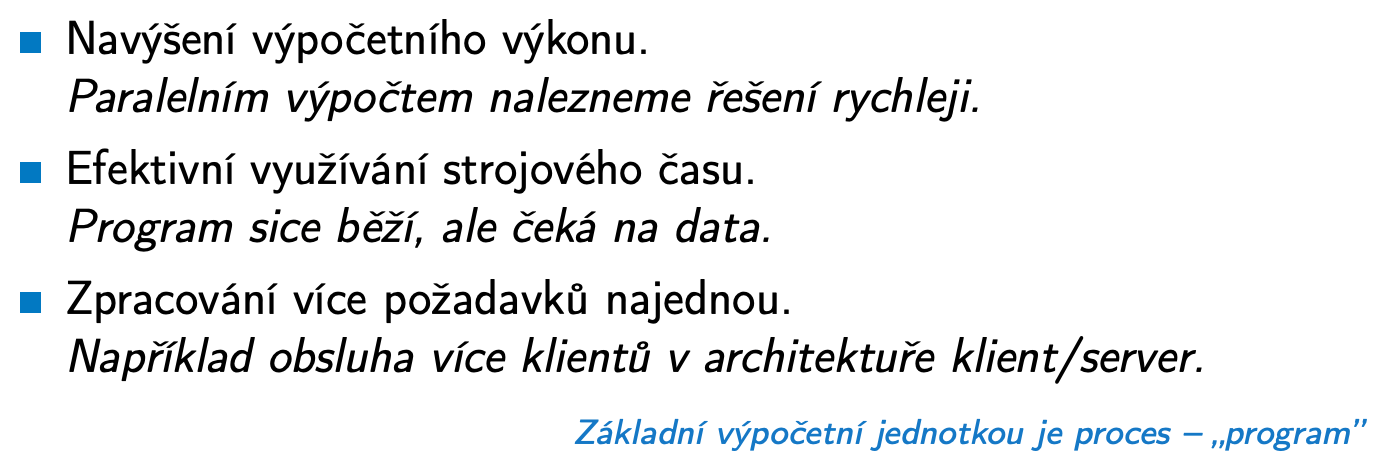 Navýšení výpočetního výkonu.
Paralelním výpočtem nalezneme řešení rychleji.
Efektivní využívání strojového času.
Program sice běží, ale čeká na data.
Zpracování více požadavků najednou.
Například obsluha více klientů v architektuře klient/server.
Základní výpočetní jednotkou je proces – „program”